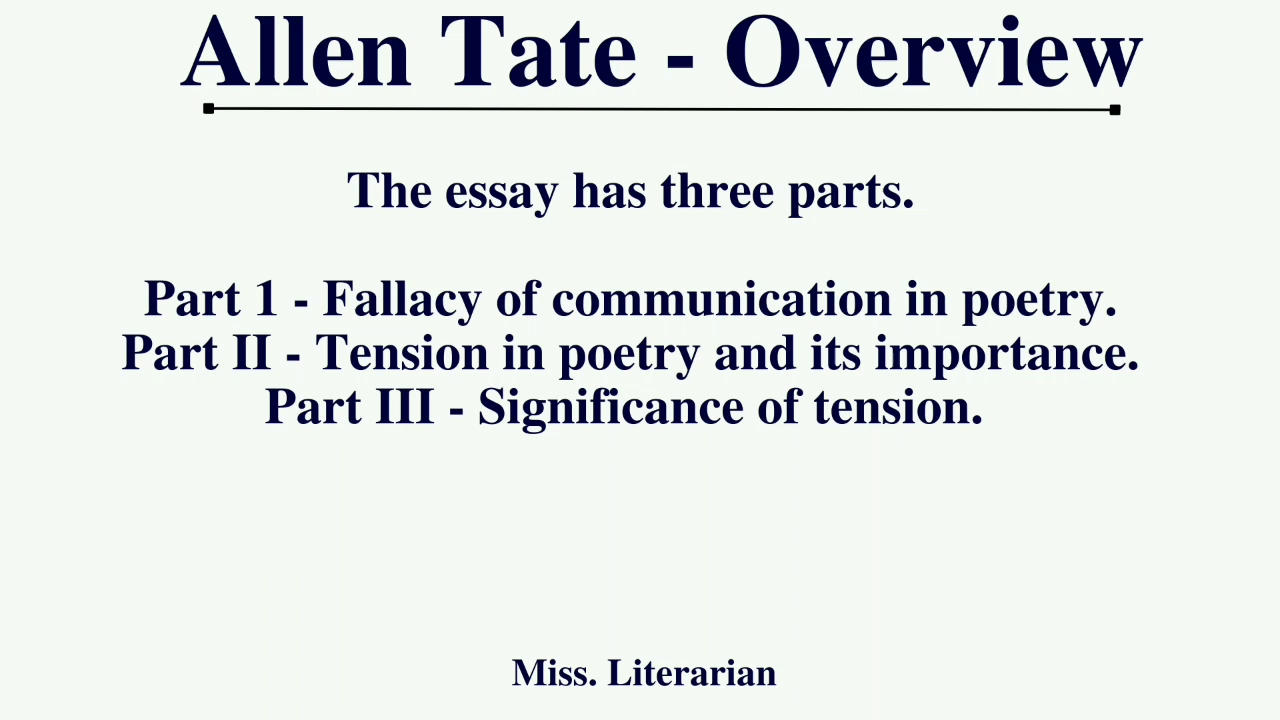 Allen Tate - Overview
The essay has three parts.
Part 1 - Fallacy of communication in poetry.
Part II - Tension in poetry and its importance.
Part III - Significance of tension.
Miss. Literarian